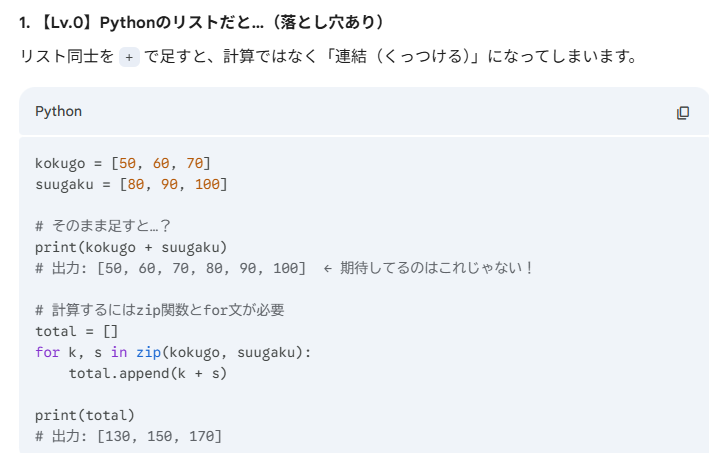 1. 【Lv.0】Pythonのリストだと…（落とし穴あり）
リスト同士を + で足すと、計算ではなく「連結（くっつける）」になってしまいます。
Python
kokugo = [50, 60, 70]
suugaku = [80, 90, 100]
# そのまま足すと…？
print(kokugo + suugaku)
# 出力: [50, 60, 70, 80, 90, 100]  ← 期待してるのはこれじゃない！
# 計算するにはzip関数とfor文が必要
total = []
for k, s in zip(kokugo, suugaku):
    total.append(k + s)
print(total)
# 出力: [130, 150, 170]